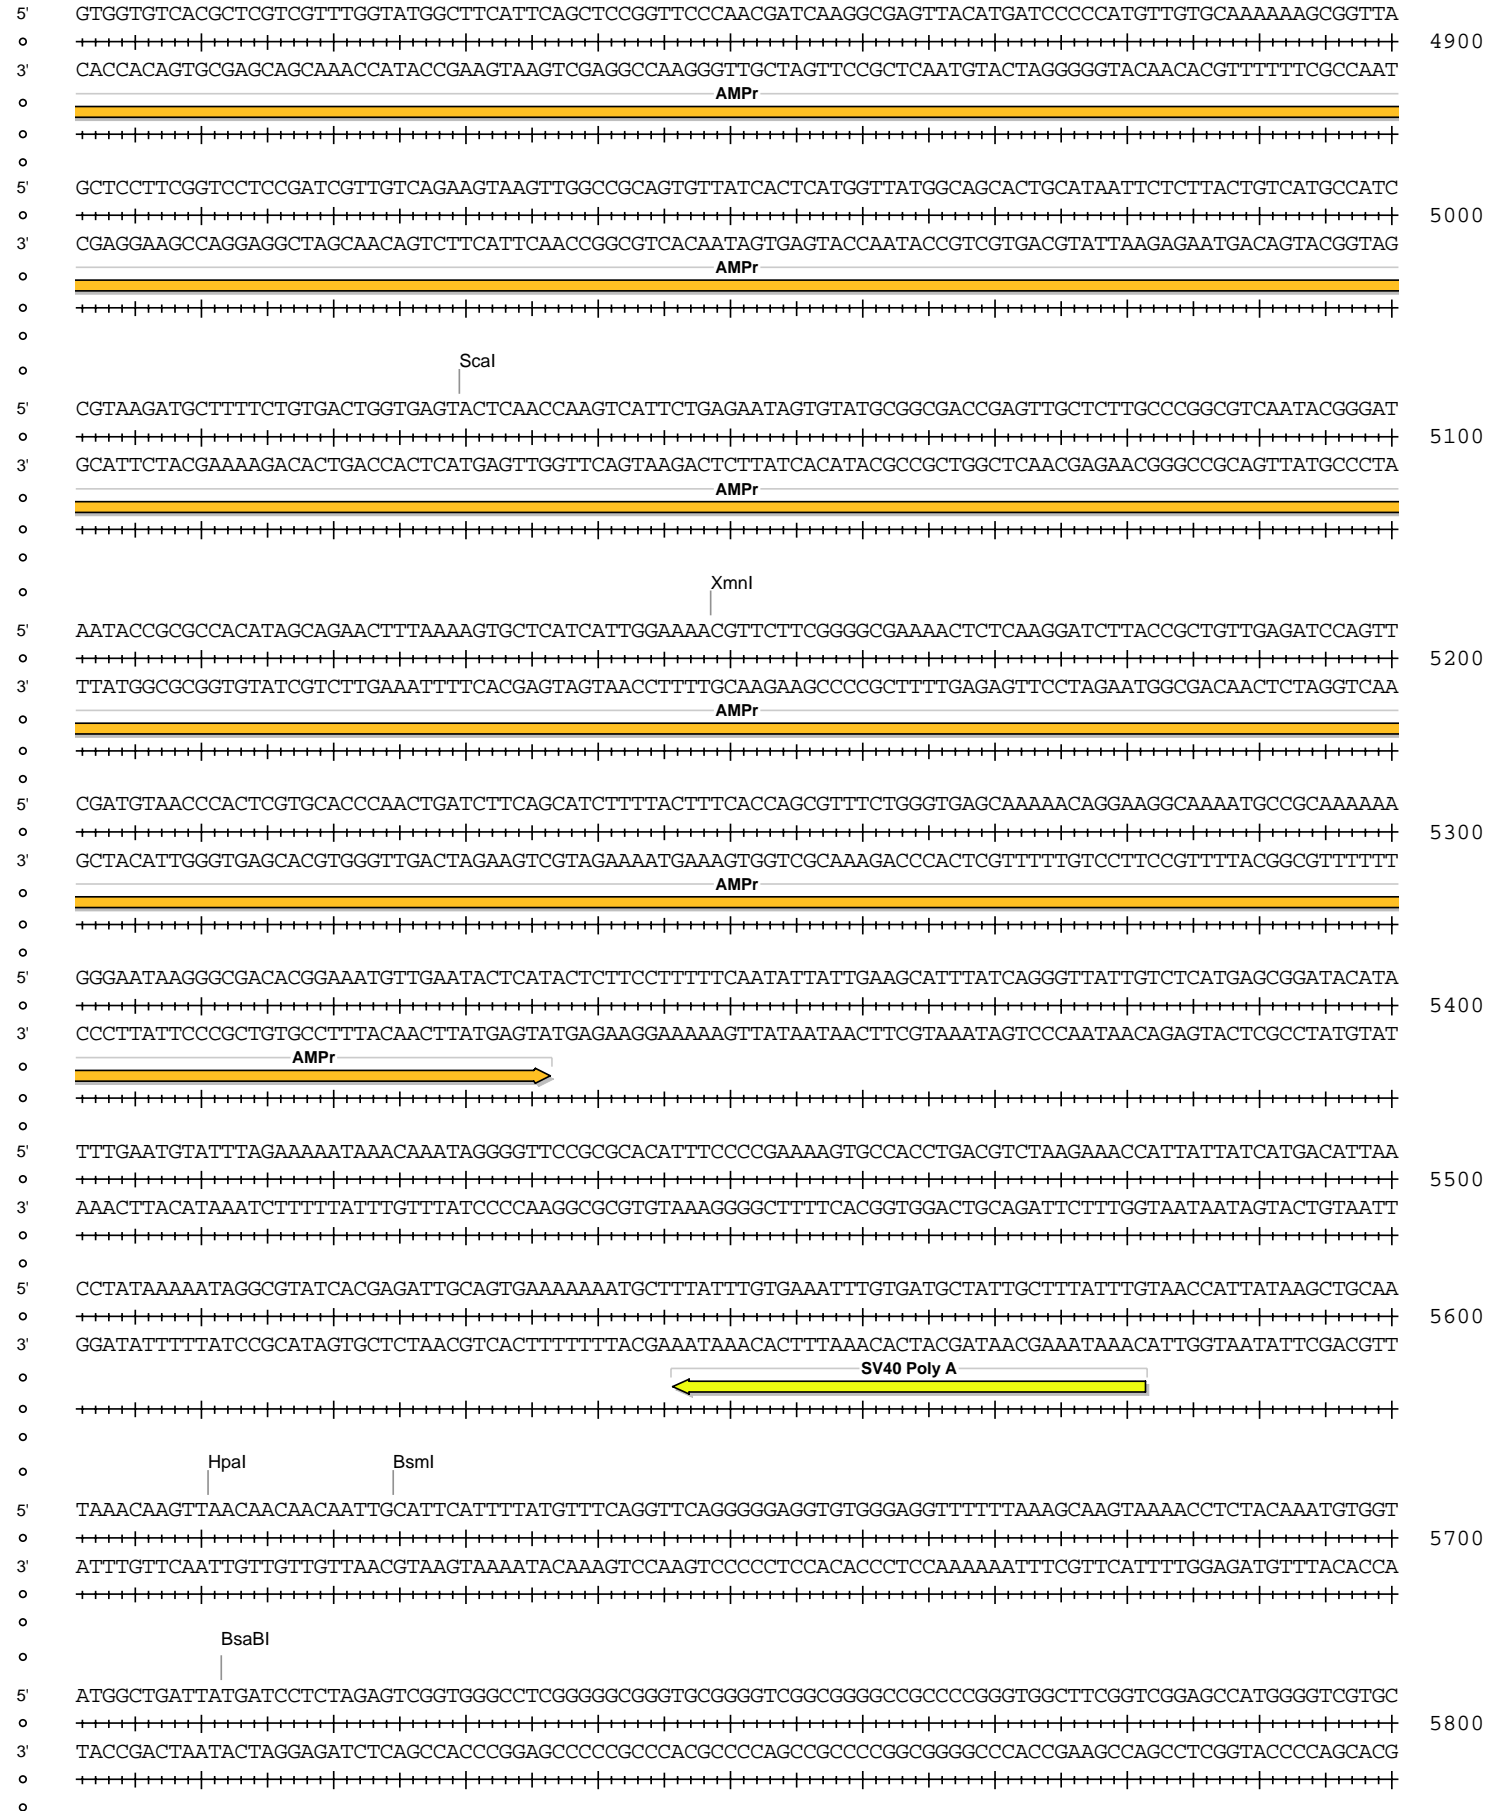 5' GTGGTGTCACGCTCGTCGTTTGGTATGGCTTCATTCAGCTCCGGTTCCCAACGATCAAGGCGAGTTACATGATCCCCCATGTTGTGCAAAAAAGCGGTTA
4900
3' CACCACAGTGCGAGCAGCAAACCATACCGAAGTAAGTCGAGGCCAAGGGTTGCTAGTTCCGCTCAATGTACTAGGGGGTACAACACGTTTTTTCGCCAAT
AMPr
5' GCTCCTTCGGTCCTCCGATCGTTGTCAGAAGTAAGTTGGCCGCAGTGTTATCACTCATGGTTATGGCAGCACTGCATAATTCTCTTACTGTCATGCCATC
5000
3' CGAGGAAGCCAGGAGGCTAGCAACAGTCTTCATTCAACCGGCGTCACAATAGTGAGTACCAATACCGTCGTGACGTATTAAGAGAATGACAGTACGGTAG
AMPr
ScaI
5' CGTAAGATGCTTTTCTGTGACTGGTGAGTACTCAACCAAGTCATTCTGAGAATAGTGTATGCGGCGACCGAGTTGCTCTTGCCCGGCGTCAATACGGGAT
5100
3' GCATTCTACGAAAAGACACTGACCACTCATGAGTTGGTTCAGTAAGACTCTTATCACATACGCCGCTGGCTCAACGAGAACGGGCCGCAGTTATGCCCTA
AMPr
XmnI
5' AATACCGCGCCACATAGCAGAACTTTAAAAGTGCTCATCATTGGAAAACGTTCTTCGGGGCGAAAACTCTCAAGGATCTTACCGCTGTTGAGATCCAGTT
5200
3' TTATGGCGCGGTGTATCGTCTTGAAATTTTCACGAGTAGTAACCTTTTGCAAGAAGCCCCGCTTTTGAGAGTTCCTAGAATGGCGACAACTCTAGGTCAA
AMPr
5' CGATGTAACCCACTCGTGCACCCAACTGATCTTCAGCATCTTTTACTTTCACCAGCGTTTCTGGGTGAGCAAAAACAGGAAGGCAAAATGCCGCAAAAAA
5300
3' GCTACATTGGGTGAGCACGTGGGTTGACTAGAAGTCGTAGAAAATGAAAGTGGTCGCAAAGACCCACTCGTTTTTGTCCTTCCGTTTTACGGCGTTTTTT
AMPr
5' GGGAATAAGGGCGACACGGAAATGTTGAATACTCATACTCTTCCTTTTTCAATATTATTGAAGCATTTATCAGGGTTATTGTCTCATGAGCGGATACATA
5400
3' CCCTTATTCCCGCTGTGCCTTTACAACTTATGAGTATGAGAAGGAAAAAGTTATAATAACTTCGTAAATAGTCCCAATAACAGAGTACTCGCCTATGTAT
AMPr
5' TTTGAATGTATTTAGAAAAATAAACAAATAGGGGTTCCGCGCACATTTCCCCGAAAAGTGCCACCTGACGTCTAAGAAACCATTATTATCATGACATTAA
5500
3' AAACTTACATAAATCTTTTTATTTGTTTATCCCCAAGGCGCGTGTAAAGGGGCTTTTCACGGTGGACTGCAGATTCTTTGGTAATAATAGTACTGTAATT
5' CCTATAAAAATAGGCGTATCACGAGATTGCAGTGAAAAAAATGCTTTATTTGTGAAATTTGTGATGCTATTGCTTTATTTGTAACCATTATAAGCTGCAA
5600
3' GGATATTTTTATCCGCATAGTGCTCTAACGTCACTTTTTTTACGAAATAAACACTTTAAACACTACGATAACGAAATAAACATTGGTAATATTCGACGTT
SV40 Poly A
HpaI BsmI
5' TAAACAAGTTAACAACAACAATTGCATTCATTTTATGTTTCAGGTTCAGGGGGAGGTGTGGGAGGTTTTTTAAAGCAAGTAAAACCTCTACAAATGTGGT
5700
3' ATTTGTTCAATTGTTGTTGTTAACGTAAGTAAAATACAAAGTCCAAGTCCCCCTCCACACCCTCCAAAAAATTTCGTTCATTTTGGAGATGTTTACACCA
BsaBI
5' ATGGCTGATTATGATCCTCTAGAGTCGGTGGGCCTCGGGGGCGGGTGCGGGGTCGGCGGGGCCGCCCCGGGTGGCTTCGGTCGGAGCCATGGGGTCGTGC
5800
3' TACCGACTAATACTAGGAGATCTCAGCCACCCGGAGCCCCCGCCCACGCCCCAGCCGCCCCGGCGGGGCCCACCGAAGCCAGCCTCGGTACCCCAGCACG